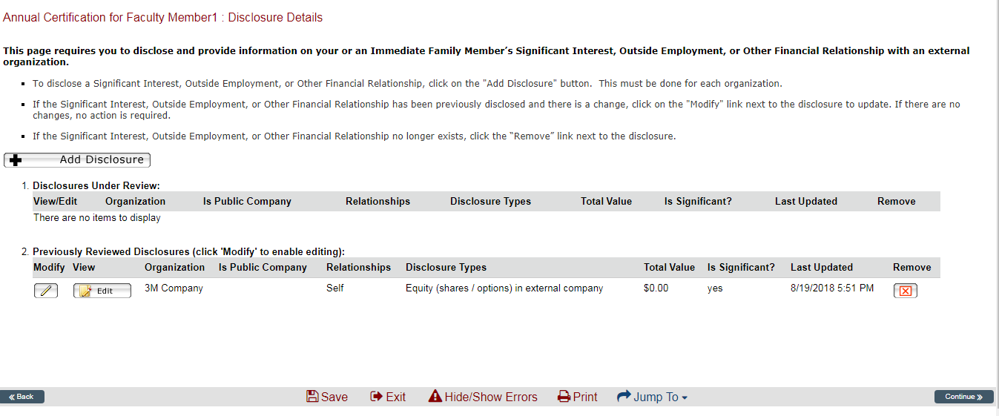 Annual Certification for Faculty Member1 : Disclosure Details
This page requires you to disclose and provide information on your or an Immediate Family Member's Significant Interest, Outside Employment, or Other Financial Relationship with an external
organization.
▪ To disclose a Significant Interest, Outside Employment, or Other Financial Relationship, click on the "Add Disclosure" button. This must be done for each organization.
▪ If the Significant Interest, Outside Employment, or Other Financial Relationship has been previously disclosed and there is a change, click on the "Modify" link next to the disclosure to update. If there are no
changes, no action is required.
▪ If the Significant Interest, Outside Employment, or Other Financial Relationship no longer exists, click the “Remove” link next to the disclosure.
Add Disclosure
1. Disclosures Under Review:
View/Edit Organization Is Public Company Relationships Disclosure Types Total Value Is Significant? Last Updated Remove
There are no items to display
2. Previously Reviewed Disclosures (click 'Modify' to enable editing):
Modify View Organization Is Public Company Relationships Disclosure Types Total Value Is Significant? Last Updated Remove
Edit 3M Company Self Equity (shares / options) in external company $0.00 yes 8/19/2018 5:51 PM
« Back Save Exit Hide/Show Errors Print Jump To Continue »